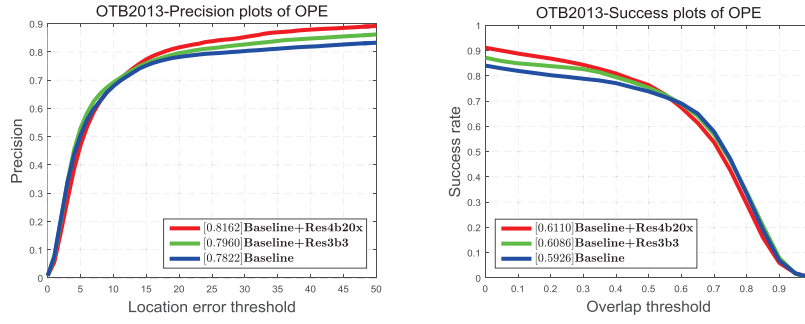 OTB2013-Precision plots of OPE
0.9
0.8
0.7
0.6
0.5
0.4
0.3
0.2
0.1
0
Precision
[0.8162]Baseline+Res4b20x
[0.7960]Baseline+Res3b3
[0.7822]Baseline
0 5 10 15 20 25 30 35 40 45 50
Location error threshold
OTB2013-Success plots of OPE
1
0.9
0.8
0.7
0.6
0.5
0.4
0.3
0.2
0.1
0
Success rate
[0.6110]Baseline+Res4b20x
[0.6086]Baseline+Res3b3
[0.5926]Baseline
0 0.1 0.2 0.3 0.4 0.5 0.6 0.7 0.8 0.9
Overlap threshold